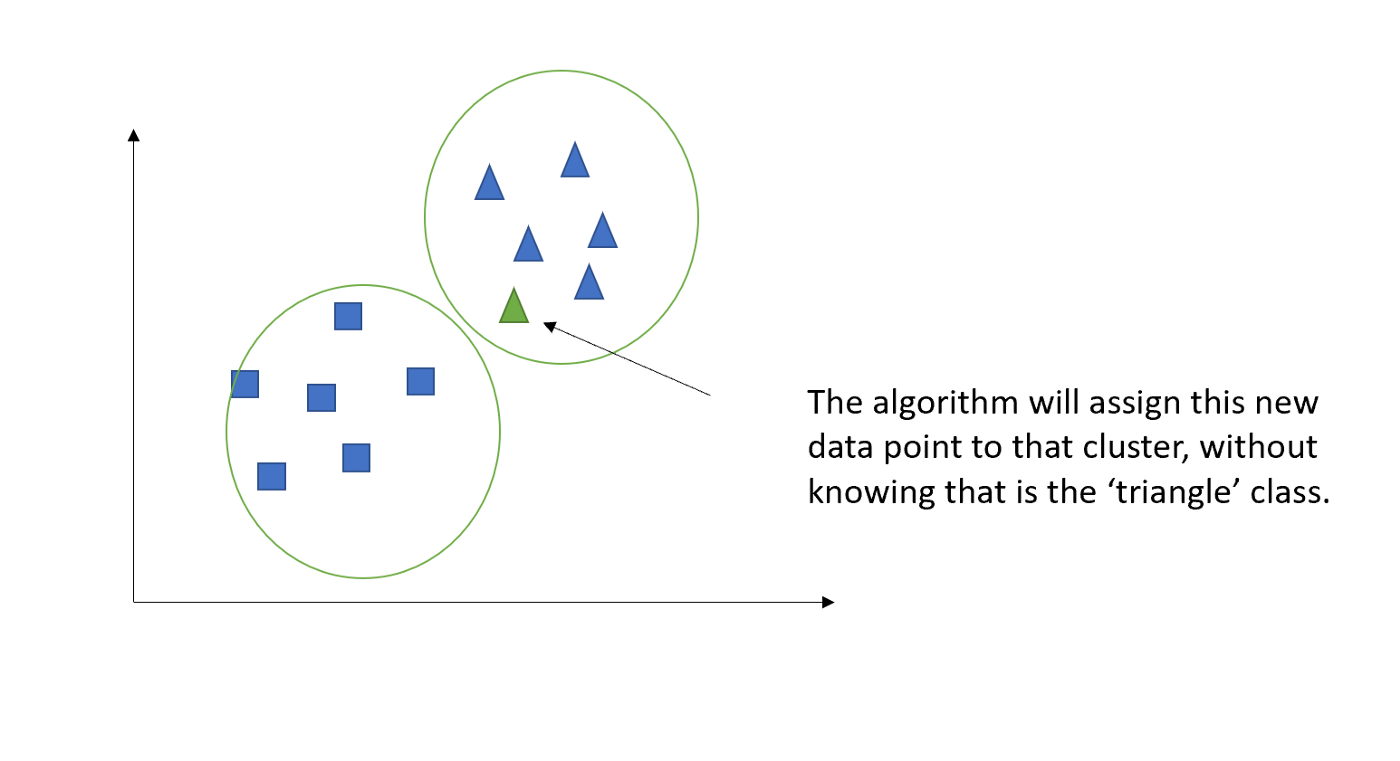 The algorithm will assign this new
data point to that cluster, without
knowing that is the ‘triangle’ class.